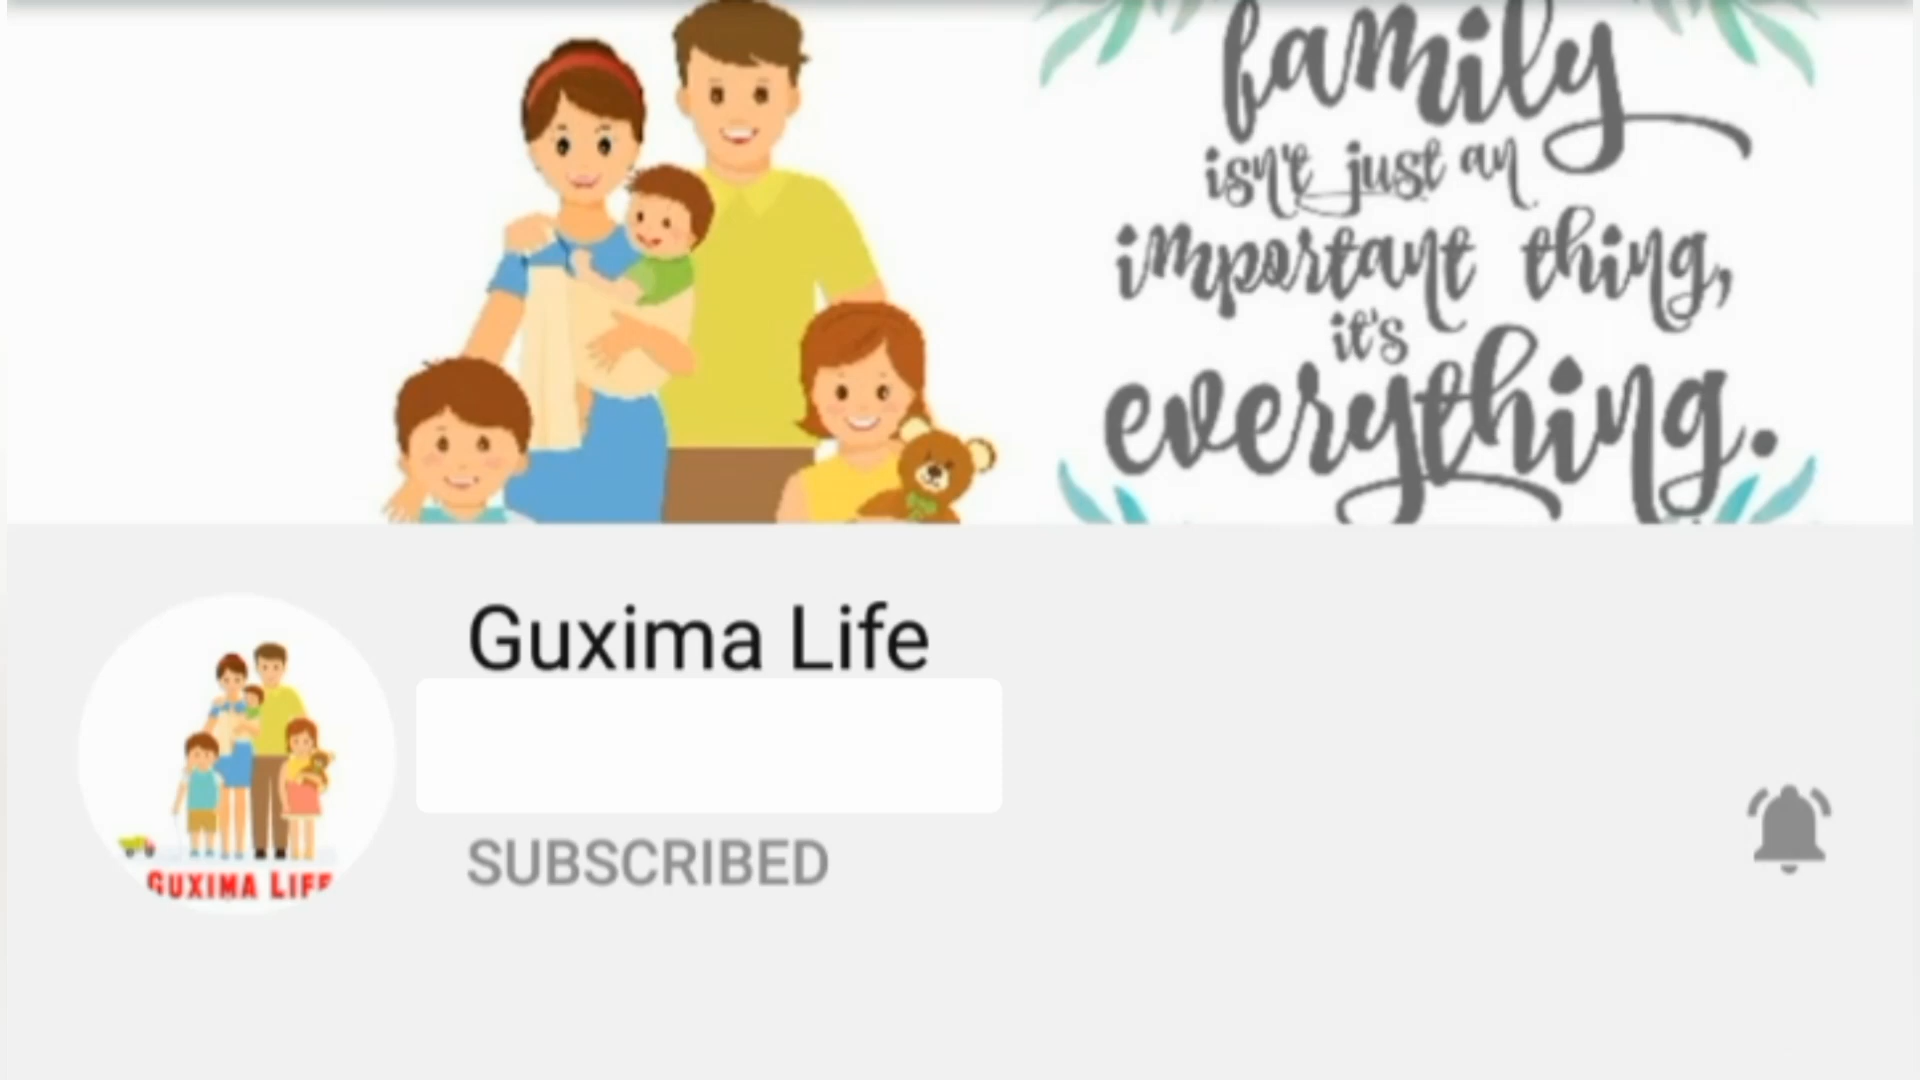 family
isn't just an
important thing,
it's
everything.
Guxima Life
SUBSCRIBED
GUXIMA LIFE